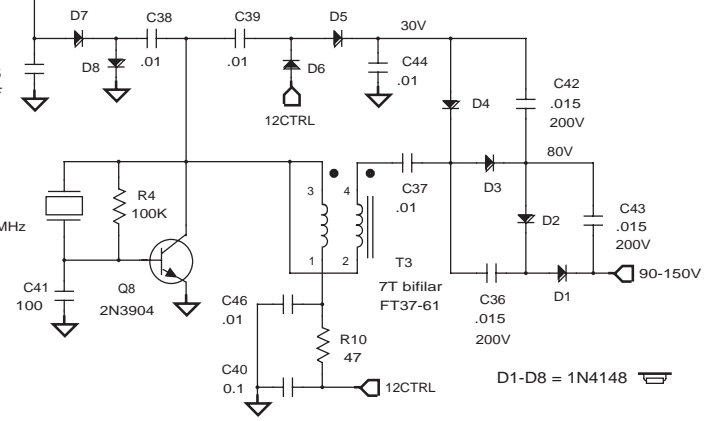 D7
C38
C39
D5
30V
D8
.01
.01
D6
C44
.01
12CTRL
D4
C42
.015
200V
80V
R4
100K
3
4
C37
.01
D3
D2
C43
.015
200V
MHz
1
2
T3
7T bifilar
FT37-61
C41
100
Q8
2N3904
C46
.01
R10
47
C40
0.1
12CTRL
C36
.015
200V
D1
90-150V
D1-D8 = 1N4148